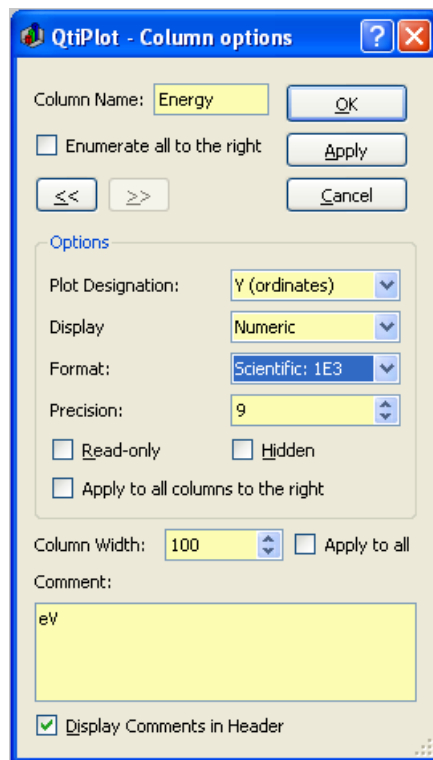 QtiPlot - Column options
Column Name: Energy
OK
Enumerate all to the right
Apply
<< >>
Cancel
Options
Plot Designation: Y (ordinates)
Display Numeric
Format: Scientific: 1E3
Precision: 9
Read-only Hidden
Apply to all columns to the right
Column Width: 100 Apply to all
Comment:
eV
Display Comments in Header